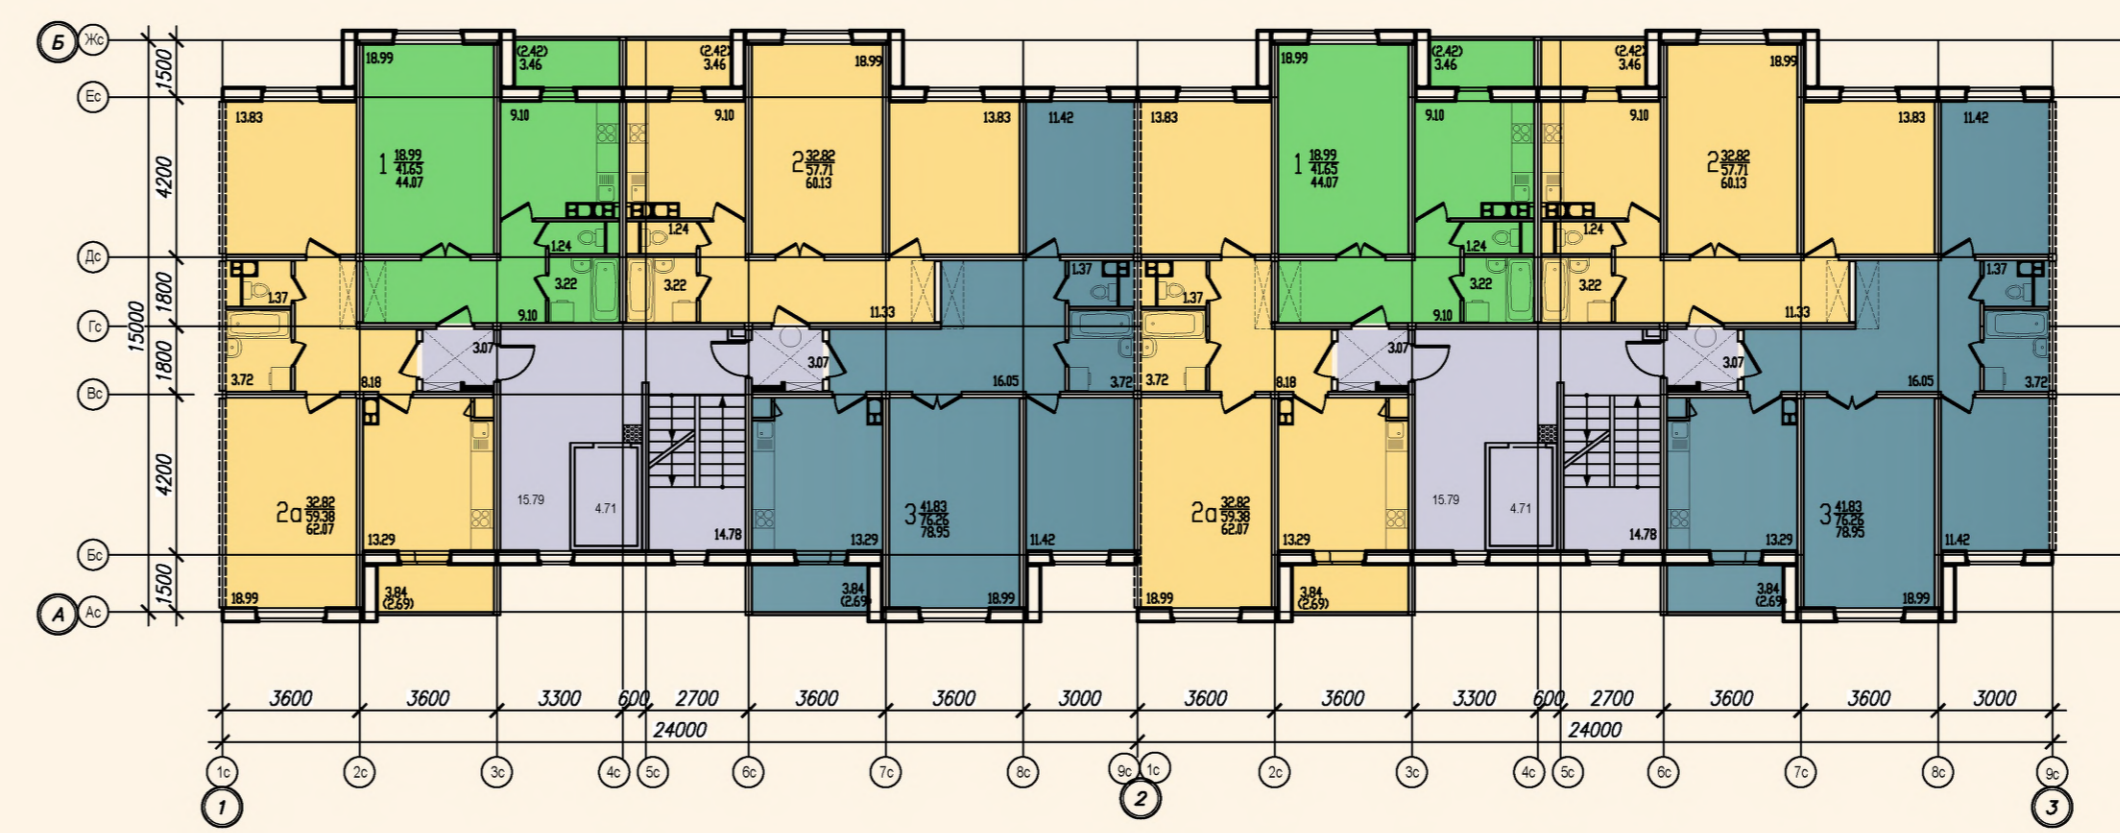 Б Жс
1500
(2.42) (2.42) (2.42) (2.42)
3.46 3.46 3.46 3.46
18.99 18.99 18.99 18.99
Ес
13.83 9.10 9.10 13.83 11.42 13.83 9.10 9.10 13.83 11.42
4200
1 18.99 2 32.82 1 18.99 2 32.82
41.65 57.71 41.65 57.71
44.07 60.13 44.07 60.13
1.24 1.24 1.24 1.24
Дс
1800
1.37 3.22 3.22 1.37 1.37 3.22 3.22 1.37
9.10 11.33 9.10 11.33
Гс
15000
1800
3.07 3.07 3.07 3.07
3.72 8.18 16.05 3.72 3.72 8.18 16.05 3.72
Вс
4200
2а 32.82 3 41.83 2а 32.82 3 41.83
59.38 76.26 59.38 76.26
62.07 78.95 62.07 78.95
15.79 4.71 15.79 4.71
14.78 14.78
13.29 13.29 11.42 13.29 13.29 11.42
Бс
1500
3.84 3.84 3.84 3.84
(2.69) (2.69) (2.69) (2.69)
18.99 18.99 18.99 18.99
А Ас
3600 3600 3300 600 2700 3600 3600 3000 3600 3600 3300 600 2700 3600 3600 3000
24000 24000
1с 2с 3с 4с 5с 6с 7с 8с 9с 1с 2с 3с 4с 5с 6с 7с 8с 9с
1 2 3